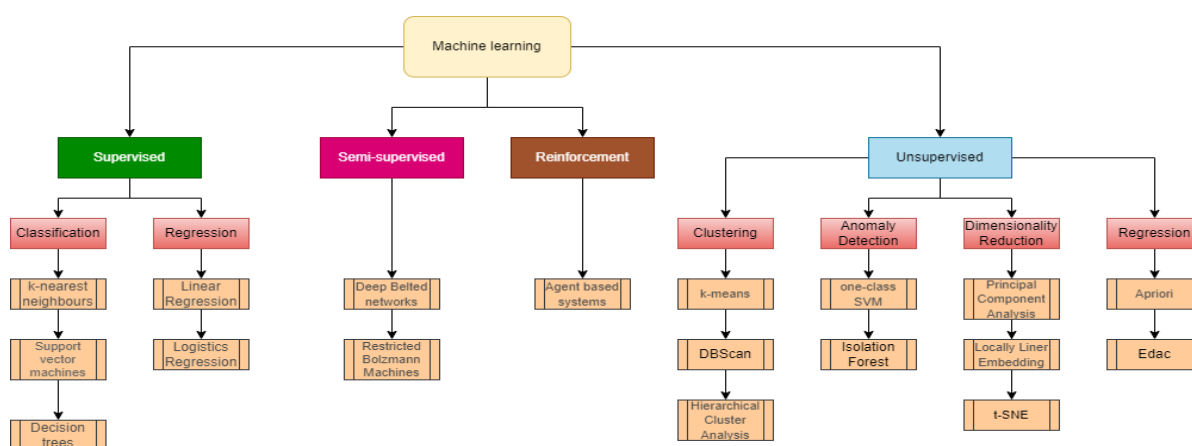 Machine learning
Supervised
Semi-supervised
Reinforcement
Unsupervised
Classification
Regression
Clustering
Anomaly
Detection
Dimensionality
Reduction
Regression
k-nearest
neighbours
Linear
Regression
Deep Belted
networks
Agent based
systems
k-means
one-class
SVM
Principal
Component
Analysis
Apriori
Support
vector
machines
Logistics
Regression
Restricted
Bolzmann
Machines
DBScan
Isolation
Forest
Locally Liner
Embedding
Edac
Decision
trees
Hierarchical
Cluster
Analysis
t-SNE